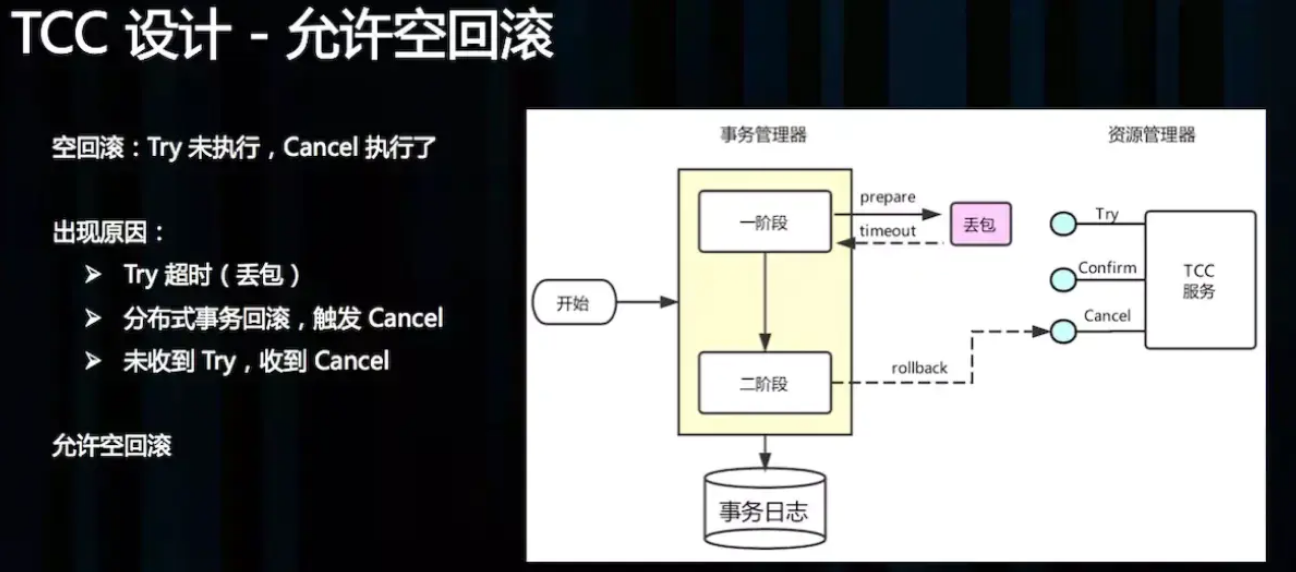 TCC 设计 - 允许空回滚
空回滚：Try 未执行，Cancel 执行了
出现原因：
➢ Try 超时（丢包）
➢ 分布式事务回滚，触发 Cancel
➢ 未收到 Try，收到 Cancel
允许空回滚
事务管理器
资源管理器
开始
一阶段
prepare
timeout
丢包
Try
Confirm
Cancel
TCC
服务
二阶段
rollback
事务日志